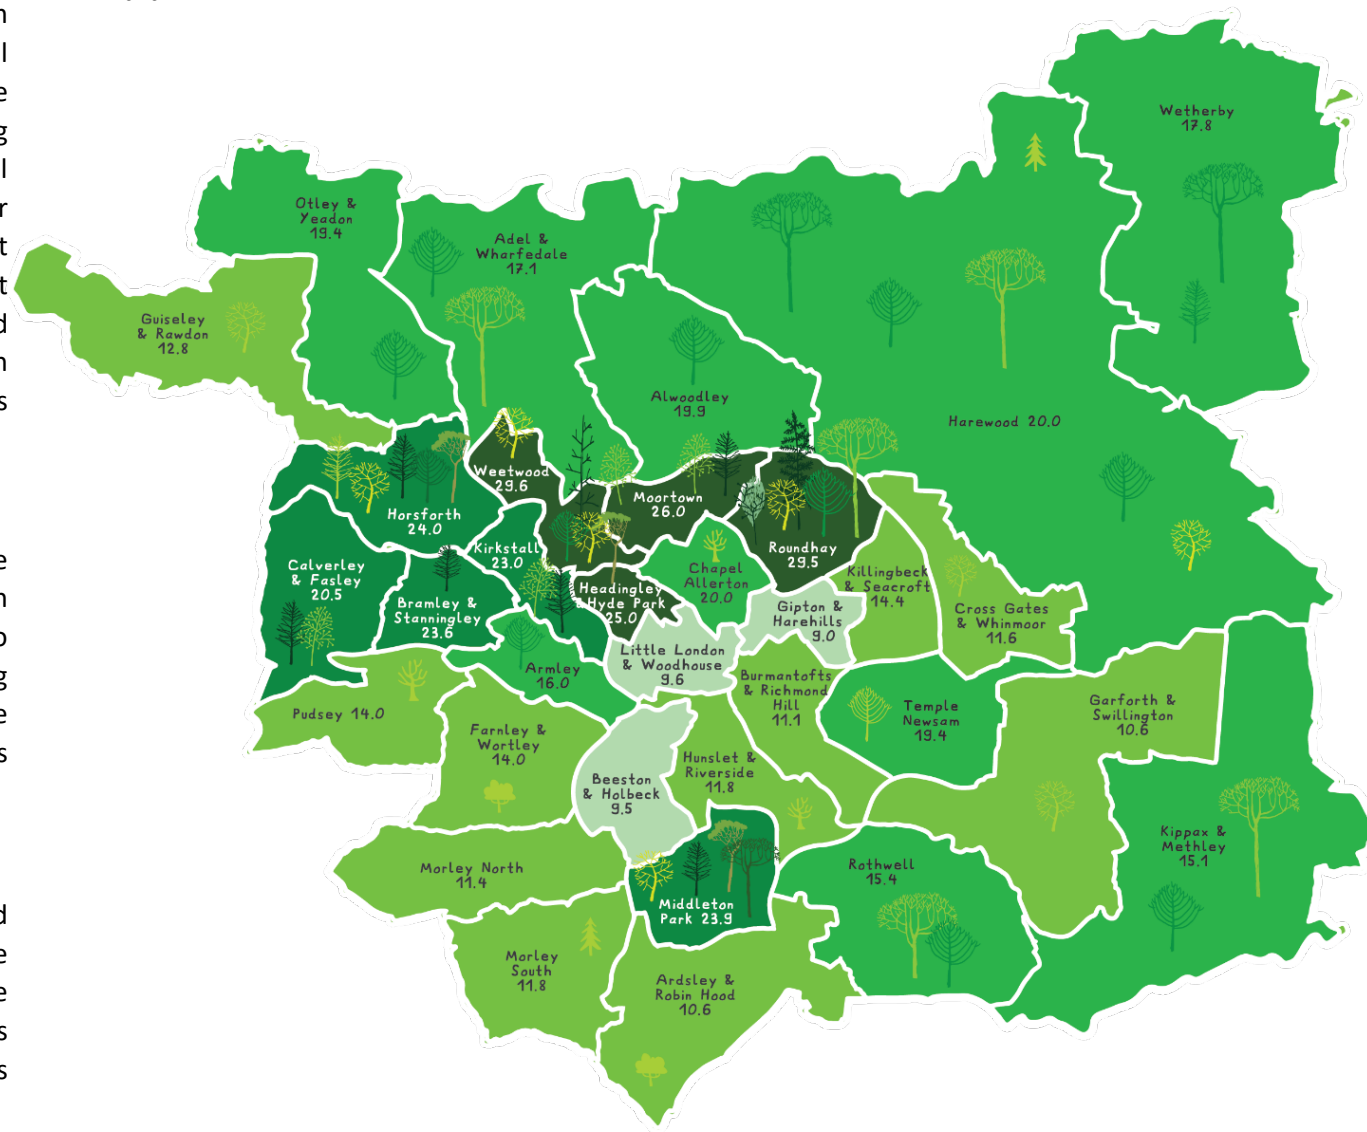 n
l
e
g
l
r
t
t
d
n
s
e
n
o
g
e
s
d
e
e
s
s
Wetherby
17.8
Otley &
Yeadon
19.4
Adel &
Wharfedale
17.1
Guiseley
& Rawdon
12.8
Alwoodley
19.9
Harewood 20.0
Weetwood
29.6
Moortown
26.0
Horsforth
24.0
Kirkstall
23.0
Roundhay
29.5
Chapel
Allerton
20.0
Calverley
& Fasley
20.5
Killingbeck
& Seacroft
14.4
Headingley
& Hyde Park
25.0
Bramley &
Stanningley
23.6
Gipton &
Harehills
9.0
Cross Gates
& Whinmoor
11.6
Little London
& Woodhouse
9.6
Armley
16.0
Burmantofts
& Richmond
Hill
11.1
Pudsey 14.0
Temple
Newsam
19.4
Garforth &
Swillington
10.6
Farnley &
Wortley
14.0
Hunslet &
Riverside
11.8
Beeston
& Holbeck
9.5
Kippax &
Methley
15.1
Morley North
11.4
Rothwell
15.4
Middleton
Park 23.9
Morley
South
11.8
Ardsley &
Robin Hood
10.6